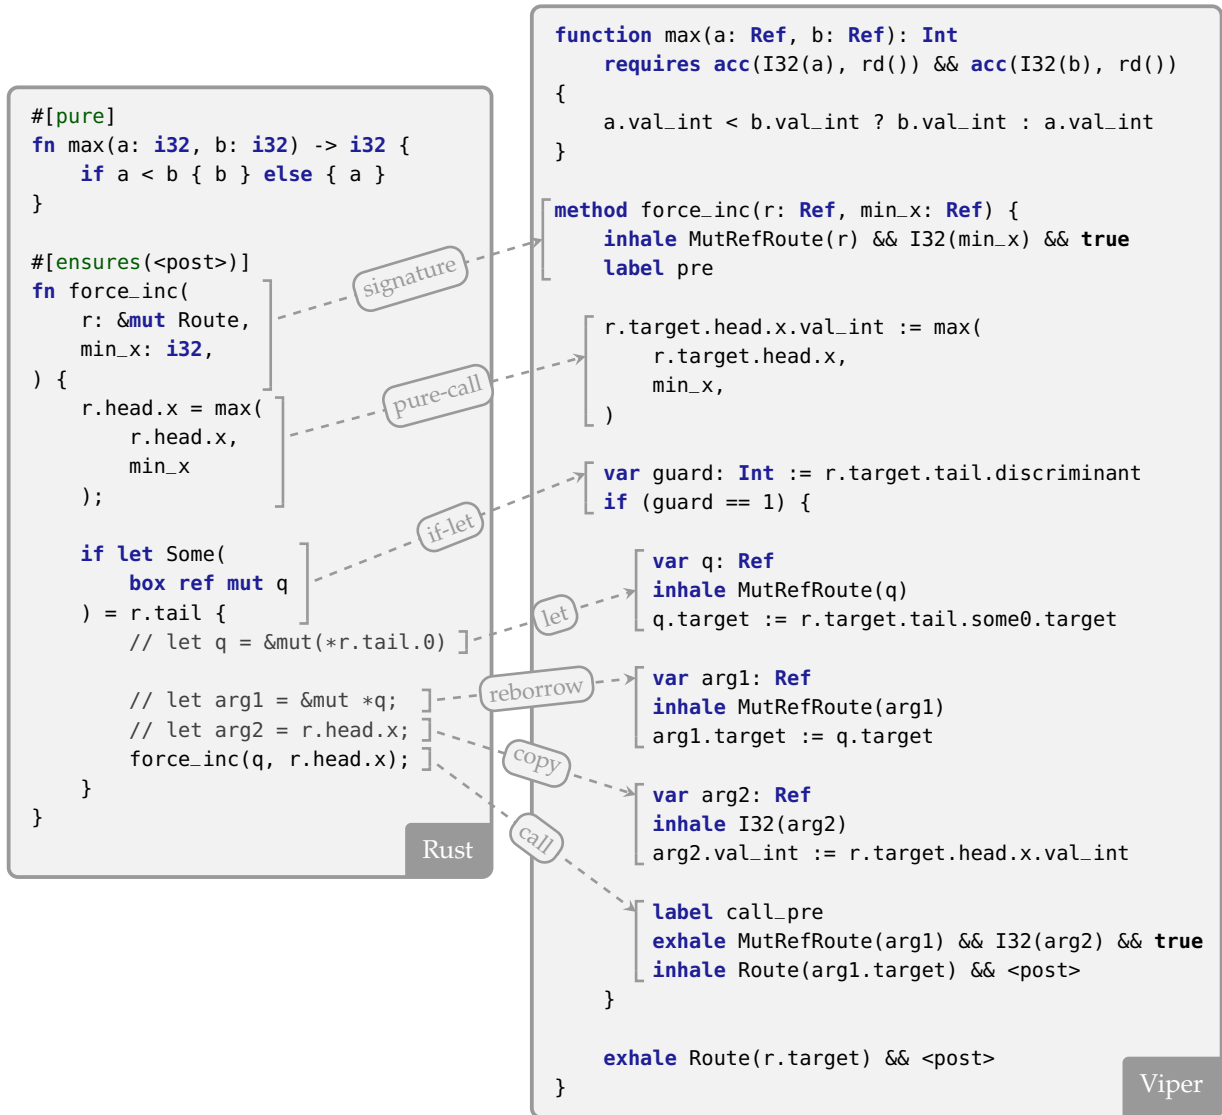 #[pure]
fn max(a: i32, b: i32) -> i32 {
    if a < b { b } else { a }
}

#[ensures(<post>)]
fn force_inc(
    r: &mut Route,
    min_x: i32,
) {
    r.head.x = max(
        r.head.x,
        min_x
    );

    if let Some(
        box ref mut q
    ) = r.tail {
        // let q = &mut(*r.tail.0)

        // let arg1 = &mut *q;
        // let arg2 = r.head.x;
        force_inc(q, r.head.x);
    }
}
Rust
signature
pure-call
if-let
let
reborrow
copy
call
function max(a: Ref, b: Ref): Int
    requires acc(I32(a), rd()) && acc(I32(b), rd())
{
    a.val_int < b.val_int ? b.val_int : a.val_int
}

method force_inc(r: Ref, min_x: Ref) {
    inhale MutRefRoute(r) && I32(min_x) && true
    label pre

    r.target.head.x.val_int := max(
        r.target.head.x,
        min_x,
    )

    var guard: Int := r.target.tail.discriminant
    if (guard == 1) {

        var q: Ref
        inhale MutRefRoute(q)
        q.target := r.target.tail.some0.target

        var arg1: Ref
        inhale MutRefRoute(arg1)
        arg1.target := q.target

        var arg2: Ref
        inhale I32(arg2)
        arg2.val_int := r.target.head.x.val_int

        label call_pre
        exhale MutRefRoute(arg1) && I32(arg2) && true
        inhale Route(arg1.target) && <post>
    }

    exhale Route(r.target) && <post>
}
Viper